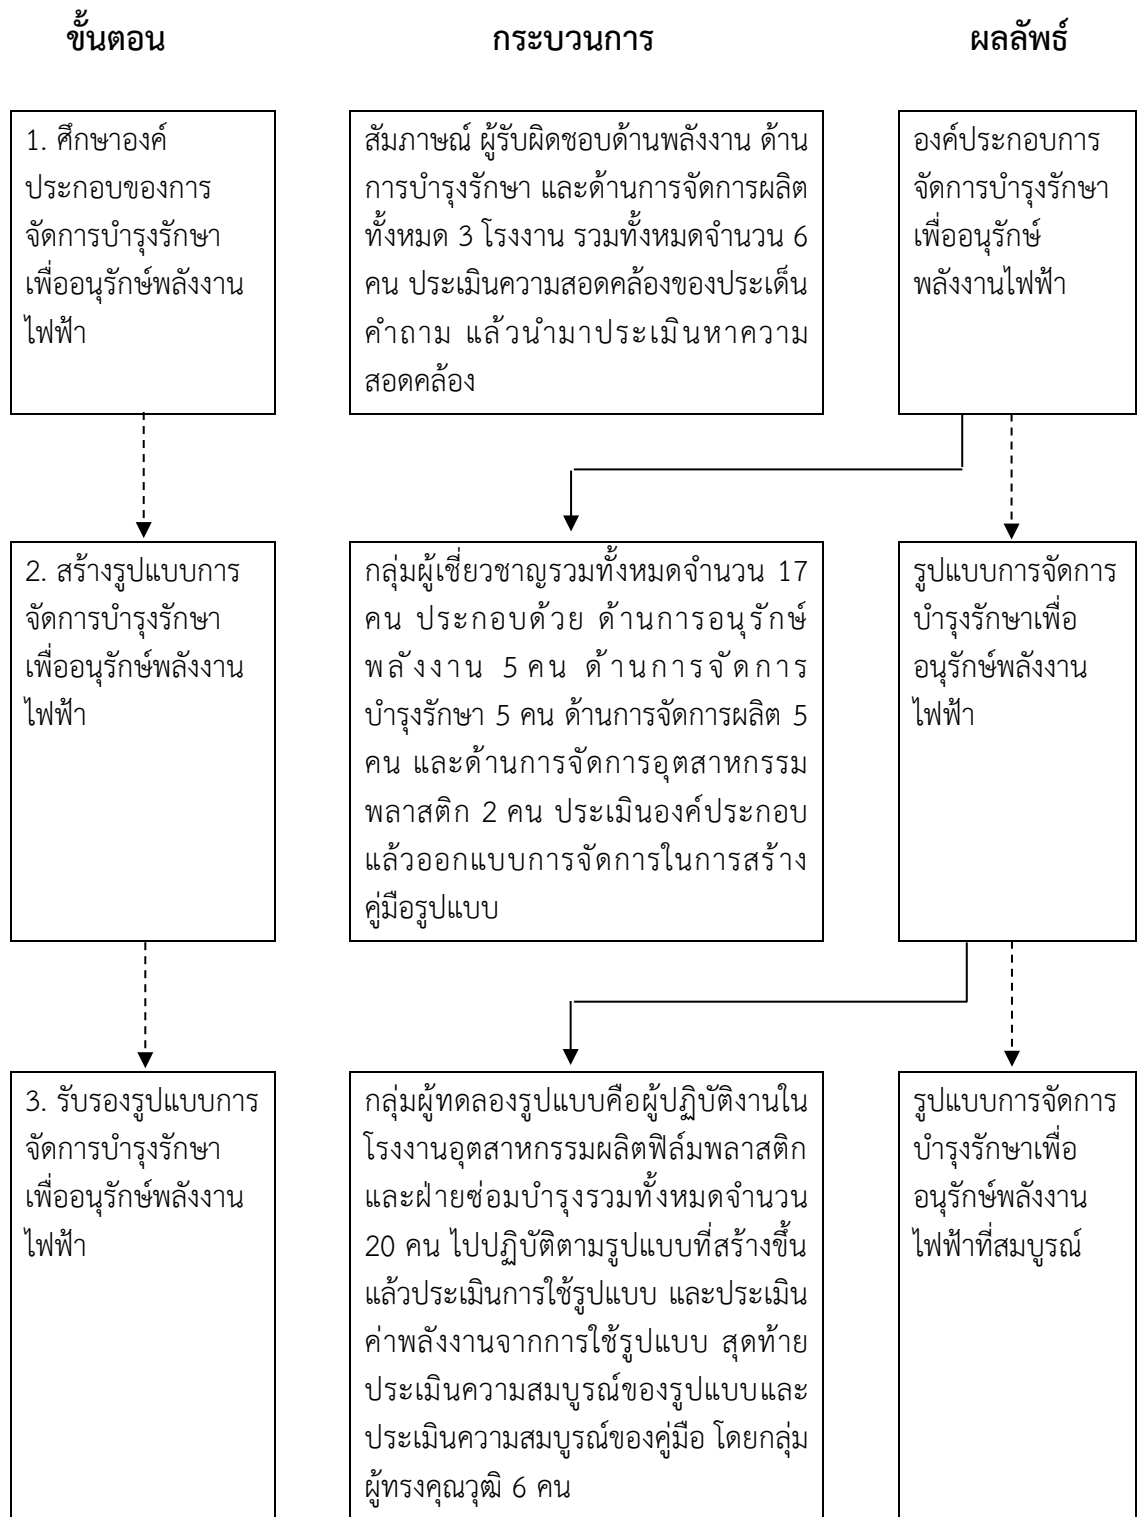 ขั้นตอน
กระบวนการ
ผลลัพธ์
1. ศึกษาองค์
ประกอบของการ
จัดการบำรุงรักษา
เพื่ออนุรักษ์พลังงาน
ไฟฟ้า
สัมภาษณ์ ผู้รับผิดชอบด้านพลังงาน ด้าน
การบำรุงรักษา และด้านการจัดการผลิต
ทั้งหมด 3 โรงงาน รวมทั้งหมดจำนวน 6
คน ประเมินความสอดคล้องของประเด็น
คำถาม แล้วนำมาประเมินหาความ
สอดคล้อง
องค์ประกอบการ
จัดการบำรุงรักษา
เพื่ออนุรักษ์
พลังงานไฟฟ้า
2. สร้างรูปแบบการ
จัดการบำรุงรักษา
เพื่ออนุรักษ์พลังงาน
ไฟฟ้า
กลุ่มผู้เชี่ยวชาญรวมทั้งหมดจำนวน 17
คน ประกอบด้วย ด้านการอนุรักษ์
พลังงาน 5 คน ด้านการจัดการ
บำรุงรักษา 5 คน ด้านการจัดการผลิต 5
คน และด้านการจัดการอุตสาหกรรม
พลาสติก 2 คน ประเมินองค์ประกอบ
แล้วออกแบบการจัดการในการสร้าง
คู่มือรูปแบบ
รูปแบบการจัดการ
บำรุงรักษาเพื่อ
อนุรักษ์พลังงาน
ไฟฟ้า
3. รับรองรูปแบบการ
จัดการบำรุงรักษา
เพื่ออนุรักษ์พลังงาน
ไฟฟ้า
กลุ่มผู้ทดลองรูปแบบคือผู้ปฏิบัติงานใน
โรงงานอุตสาหกรรมผลิตฟิล์มพลาสติก
และฝ่ายซ่อมบำรุงรวมทั้งหมดจำนวน
20 คน ไปปฏิบัติตามรูปแบบที่สร้างขึ้น
แล้วประเมินการใช้รูปแบบ และประเมิน
ค่าพลังงานจากการใช้รูปแบบ สุดท้าย
ประเมินความสมบูรณ์ของรูปแบบและ
ประเมินความสมบูรณ์ของคู่มือ โดยกลุ่ม
ผู้ทรงคุณวุฒิ 6 คน
รูปแบบการจัดการ
บำรุงรักษาเพื่อ
อนุรักษ์พลังงาน
ไฟฟ้าที่สมบูรณ์